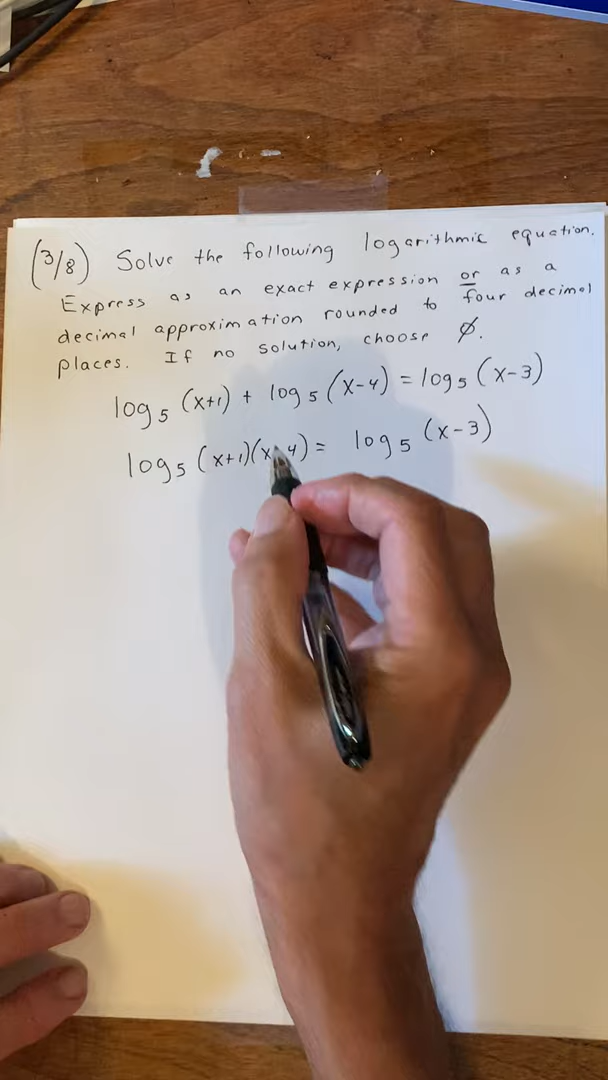 (3/8) Solve the following logarithmic equation.
Express as an exact expression or as a
decimal approximation rounded to four decimal
places. If no solution, choose Ø.
log₅ (x+1) + log₅ (x-4) = log₅ (x-3)
log₅ (x+1)(x-4) = log₅ (x-3)